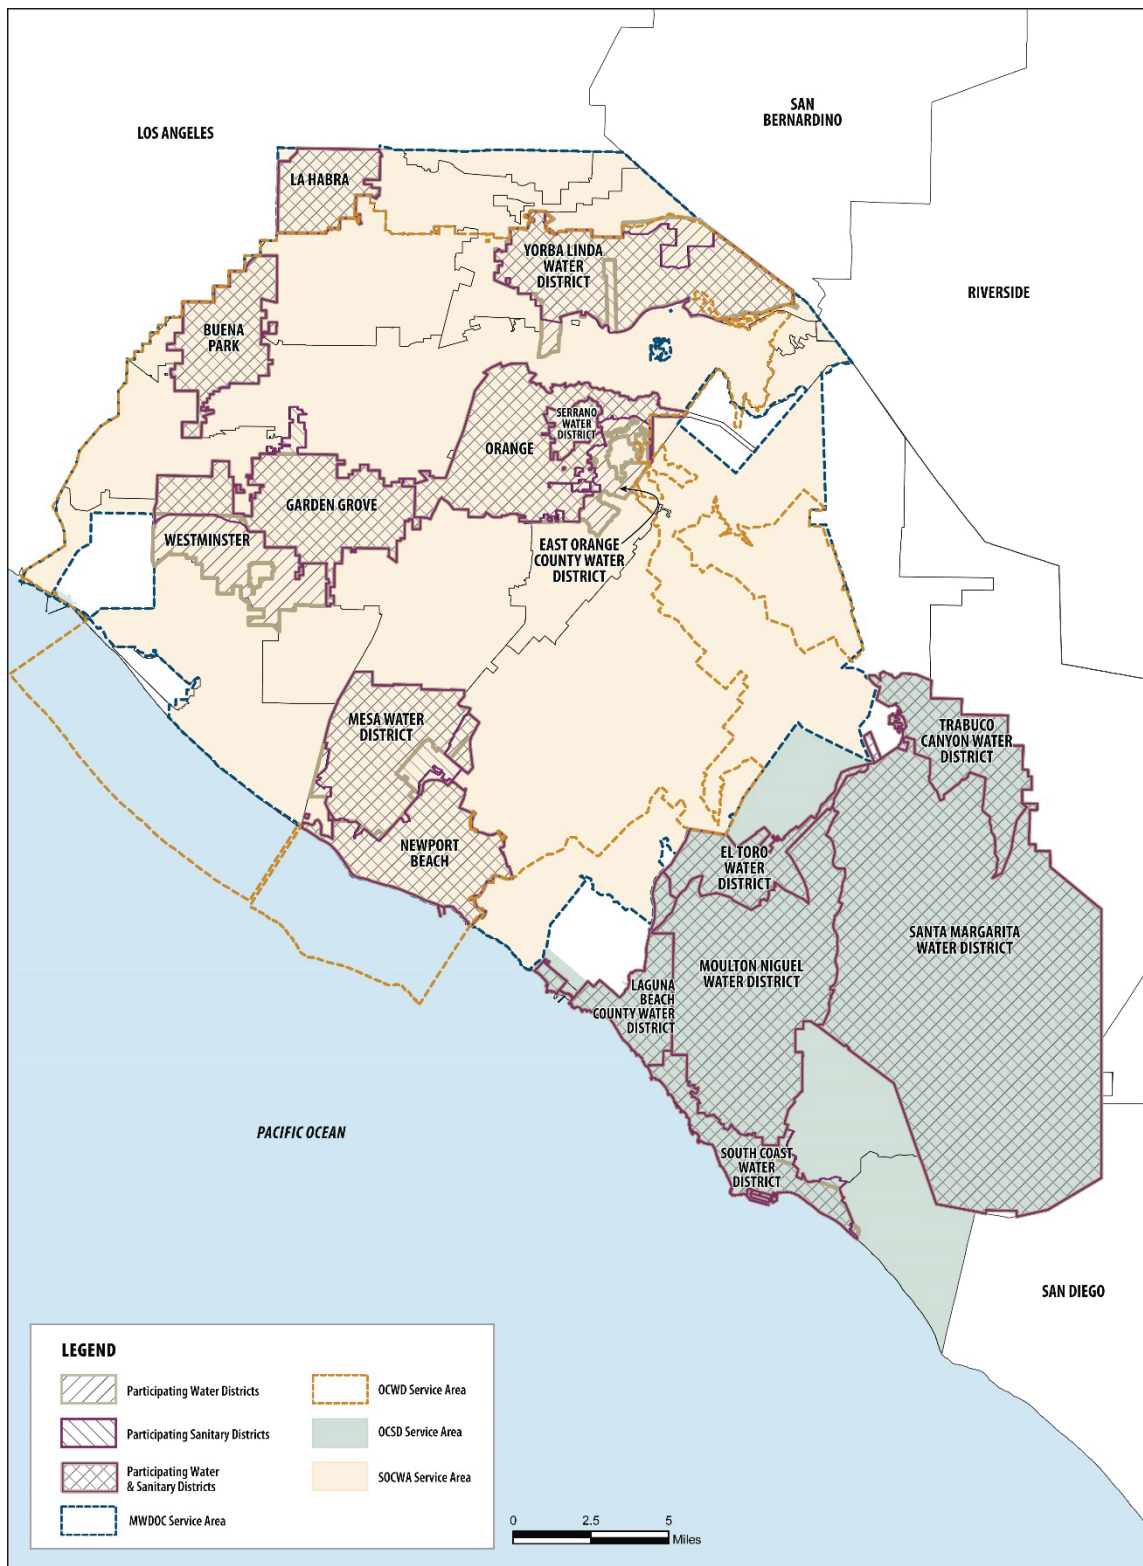 LOS ANGELES
SAN
BERNARDINO
RIVERSIDE
LA HABRA
YORBA LINDA
WATER
DISTRICT
BUENA
PARK
SERRANO
WATER
DISTRICT
ORANGE
GARDEN GROVE
WESTMINSTER
EAST ORANGE
COUNTY WATER
DISTRICT
MESA WATER
DISTRICT
TRABUCO
CANYON WATER
DISTRICT
NEWPORT
BEACH
EL TORO
WATER
DISTRICT
SANTA MARGARITA
WATER DISTRICT
MOULTON NIGUEL
WATER DISTRICT
LAGUNA
BEACH
COUNTY WATER
DISTRICT
PACIFIC OCEAN
SOUTH COAST
WATER
DISTRICT
SAN DIEGO
LEGEND
Participating Water Districts
Participating Sanitary Districts
Participating Water
& Sanitary Districts
MWDOC Service Area
OCWD Service Area
OCSD Service Area
SOCWA Service Area
0 2.5 5
Miles